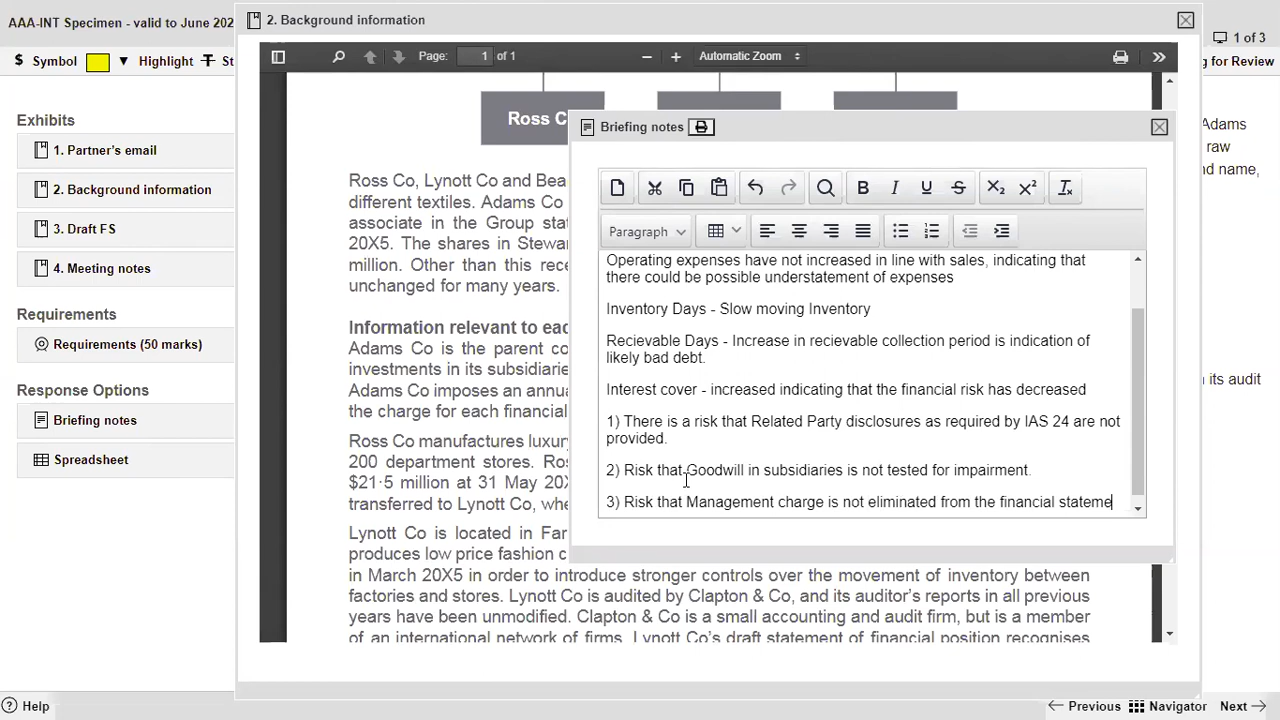 AAA-INT Specimen - valid to June 202
2. Background information
1 of 3
$ Symbol
Highlight
T St
g for Review
Page: 1 of 1
Automatic Zoom
Exhibits
1. Partner's email
2. Background information
3. Draft FS
4. Meeting notes
Requirements
Requirements (50 marks)
Response Options
Briefing notes
Spreadsheet
Ross C
Ross Co, Lynott Co and Bea
different textiles. Adams Co
associate in the Group stat
20X5. The shares in Stewar
million. Other than this rece
unchanged for many years.
Information relevant to eac
Adams Co is the parent co
investments in its subsidiarie
Adams Co imposes an annua
the charge for each financial
Ross Co manufactures luxury
200 department stores. Ros
$21·5 million at 31 May 20X
transferred to Lynott Co, whe
Lynott Co is located in Far
produces low price fashion c
in March 20X5 in order to introduce stronger controls over the movement of inventory between
factories and stores. Lynott Co is audited by Clapton & Co, and its auditor's reports in all previous
years have been unmodified. Clapton & Co is a small accounting and audit firm, but is a member
of an international network of firms. Lynott Co's draft statement of financial position recognises
Briefing notes
B I U S X₂ X² Tx
Paragraph
Operating expenses have not increased in line with sales, indicating that
there could be possible understatement of expenses
Inventory Days - Slow moving Inventory
Recievable Days - Increase in recievable collection period is indication of
likely bad debt.
Interest cover - increased indicating that the financial risk has decreased
1) There is a risk that Related Party disclosures as required by IAS 24 are not
provided.
2) Risk that Goodwill in subsidiaries is not tested for impairment.
3) Risk that Management charge is not eliminated from the financial stateme
Adams
raw
nd name,
n its audit
Help
Previous
Navigator
Next